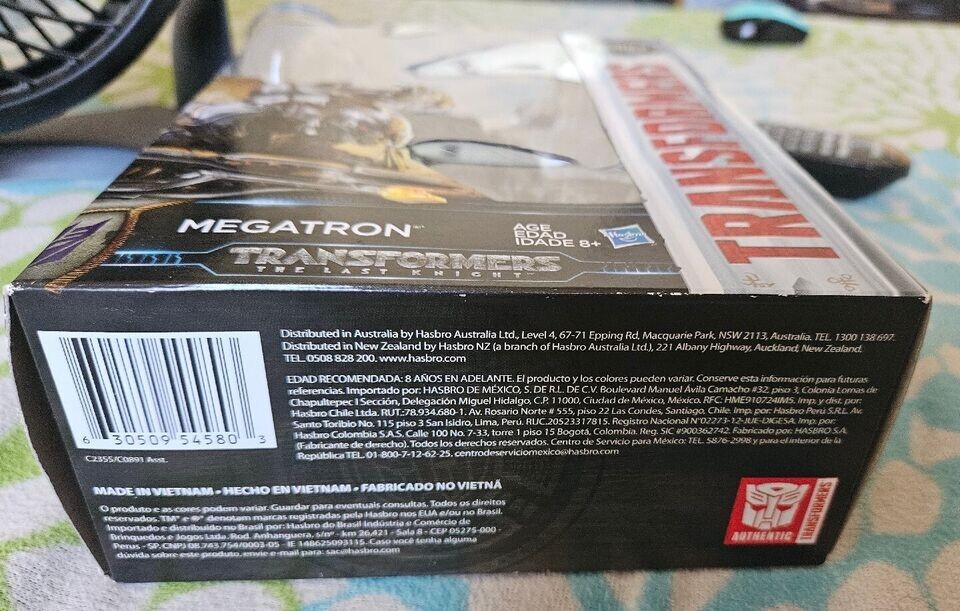 TRANSFORMERS
MEGATRON
AGE
EDAD
IDADE 8+
Hasbro
TRANSFORMERS
THE LAST KNIGHT
Distributed in Australia by Hasbro Australia Ltd., Level 4, 67-71 Epping Rd, Macquarie Park, NSW 2113, Australia. TEL. 1300 138 697.
Distributed in New Zealand by Hasbro NZ (a branch of Hasbro Australia Ltd.), 221 Albany Highway, Auckland, New Zealand.
TEL. 0508 828 200. www.hasbro.com
EDAD RECOMENDADA: 8 AÑOS EN ADELANTE. El producto y los colores pueden variar. Conserve esta información para futuras
referencias. Importado por: HASBRO DE MÉXICO, S. DE R.L. DE C.V. Boulevard Manuel Ávila Camacho #32, piso 3, Colonia Lomas de
Chapultepec I Sección, Delegación Miguel Hidalgo, C.P. 11000, Ciudad de México, México. RFC: HME910724IM5. Imp. y dist. por:
Hasbro Chile Ltda. RUT.:78.934.680-1. Av. Rosario Norte # 555, piso 22 Las Condes, Santiago, Chile. Imp. por: Hasbro Perú S.R.L. Av.
Santo Toribio No. 115 piso 3 San Isidro, Lima, Perú. RUC.20523317815. Registro Nacional N°02273-12-JUE-DIGESA. Imp. por:
Hasbro Colombia S.A.S. Calle 100 No. 7-33, torre 1 piso 15 Bogotá, Colombia. Reg. SIC #900362742. Fabricado por: HASBRO S.A.
(Fabricante de derecho). Todos los derechos reservados. Centro de Servicio para México: TEL. 5876-2998 y para el interior de la
República TEL. 01-800-7-12-62-25. centrodeserviciomexico@hasbro.com
6 30509 54580 3
C2355/C0891 Asst.
MADE IN VIETNAM • HECHO EN VIETNAM • FABRICADO NO VIETNÃ
O produto e as cores podem variar. Guardar para eventuais consultas. Todos os direitos
reservados. TM* e ®* denotam marcas registradas pela Hasbro nos EUA e/ou no Brasil.
Importado e distribuído no Brasil por: Hasbro do Brasil Indústria e Comércio de
Brinquedos e Jogos Ltda. Rod. Anhanguera, s/nº - km 26,421 - Sala 8 - CEP 05275-000 -
Perus - SP. CNPJ 08.743.754/0003-05 - IE 148625093115. Caso você tenha alguma
dúvida sobre este produto, envie e-mail para: sac@hasbro.com
AUTHENTIC
TRANSFORMERS